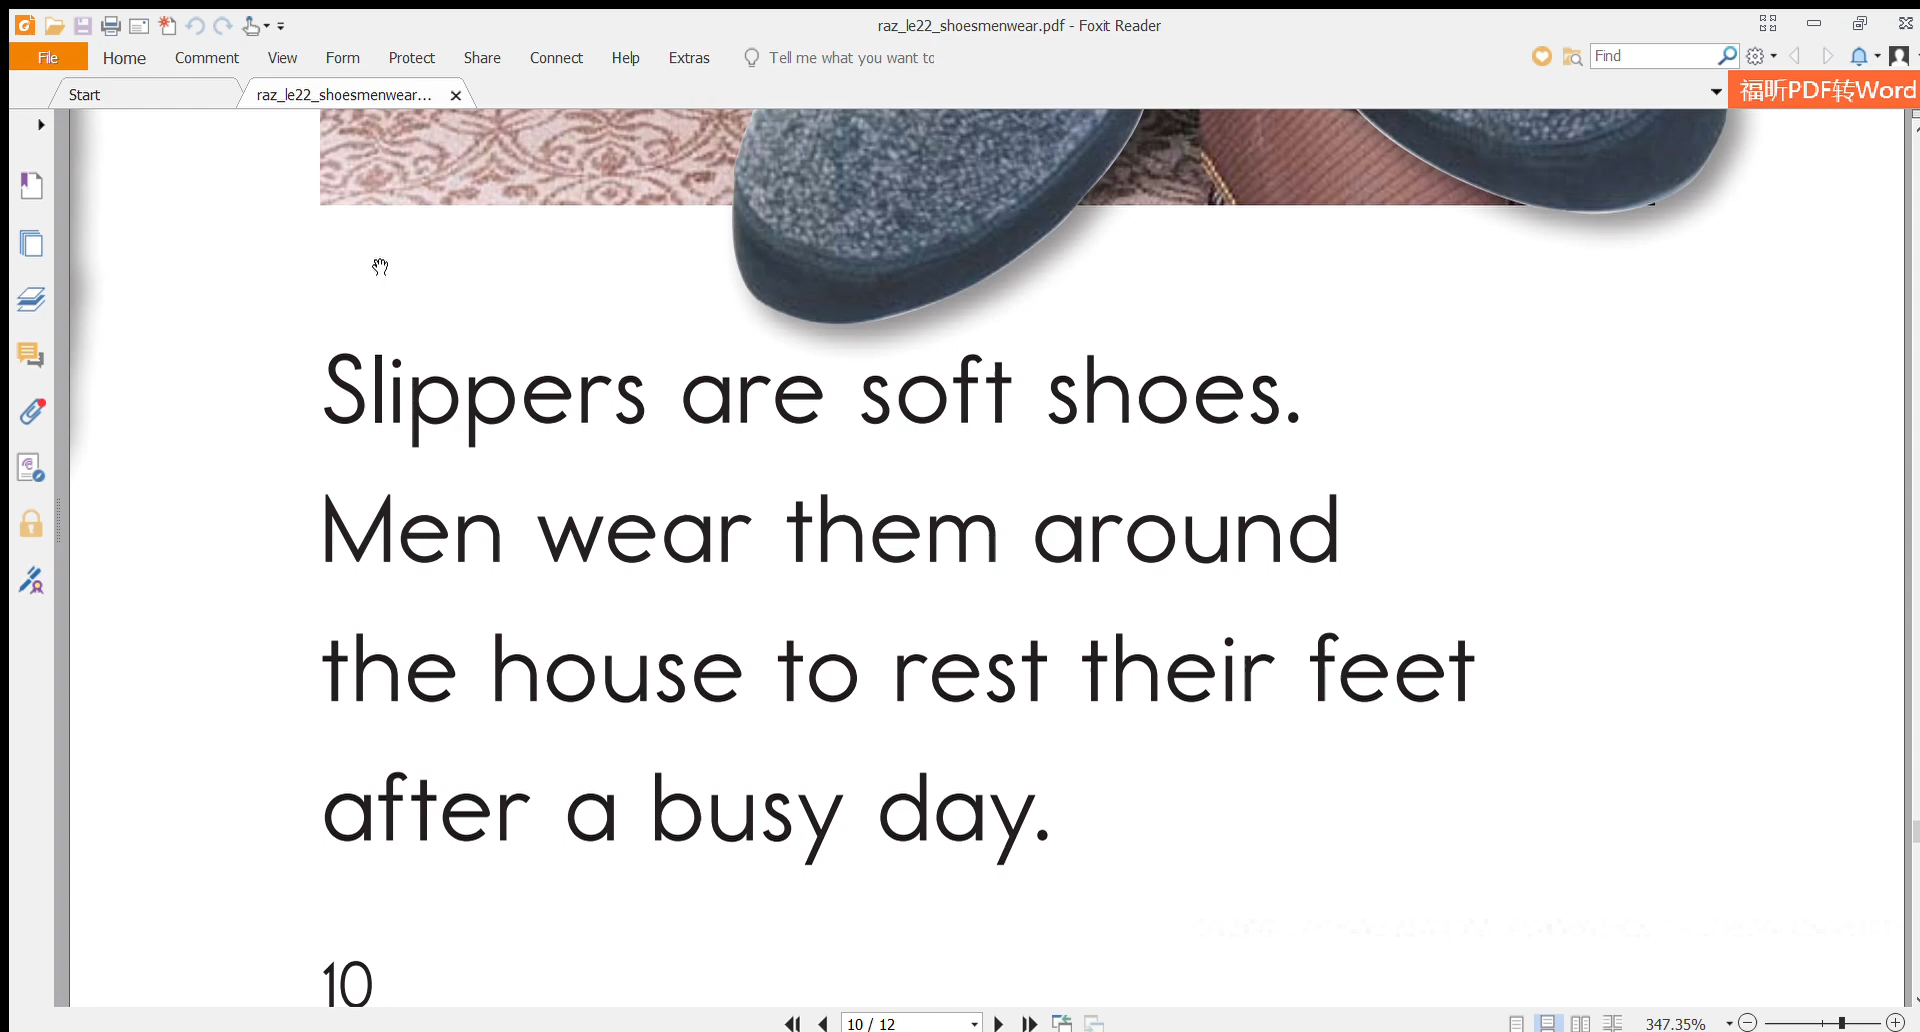 raz_le22_shoesmenwear.pdf - Foxit Reader
File Home Comment View Form Protect Share Connect Help Extras Tell me what you want to Find
Start raz_le22_shoesmenwear...
福昕PDF转Word
Slippers are soft shoes.
Men wear them around
the house to rest their feet
after a busy day.
10
10 / 12 347.35%